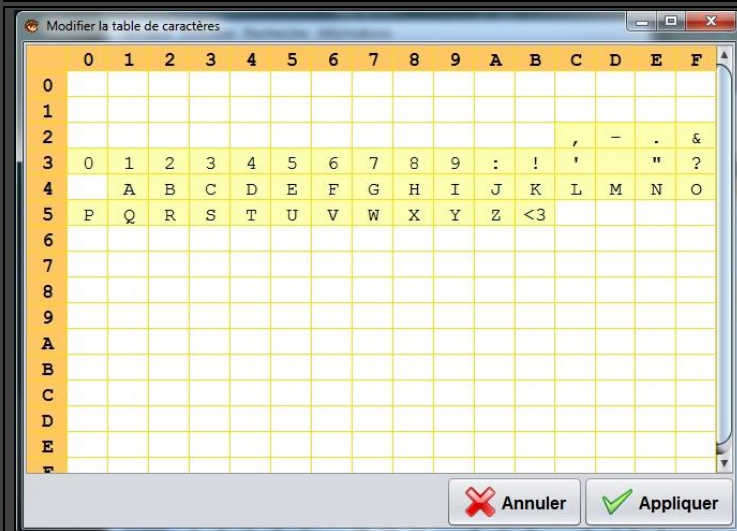 Modifier la table de caractères
0 1 2 3 4 5 6 7 8 9 A B C D E F
0
1
2 , - . &
3 0 1 2 3 4 5 6 7 8 9 : ! ' " ?
4 A B C D E F G H I J K L M N O
5 P Q R S T U V W X Y Z <3
6
7
8
9
A
B
C
D
E
Annuler Appliquer